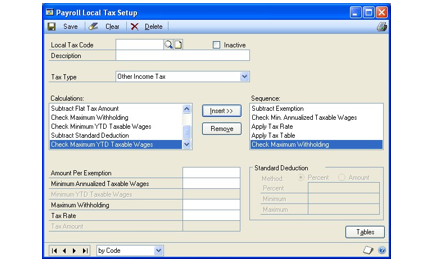 Payroll Local Tax Setup
Save Clear Delete
Local Tax Code Inactive
Description
Tax Type Other Income Tax
Calculations: Sequence:
Subtract Flat Tax Amount Subtract Exemption
Check Maximum Withholding Insert >> Check Min. Annualized Taxable Wages
Check Minimum YTD Taxable Wages Apply Tax Rate
Subtract Standard Deduction Remove Apply Tax Table
Check Maximum YTD Taxable Wages Check Maximum Withholding
Amount Per Exemption Standard Deduction
Minimum Annualized Taxable Wages Method: Percent Amount
Minimum YTD Taxable Wages Percent
Maximum Withholding Minimum
Tax Rate Maximum
Tax Amount
Tables
by Code